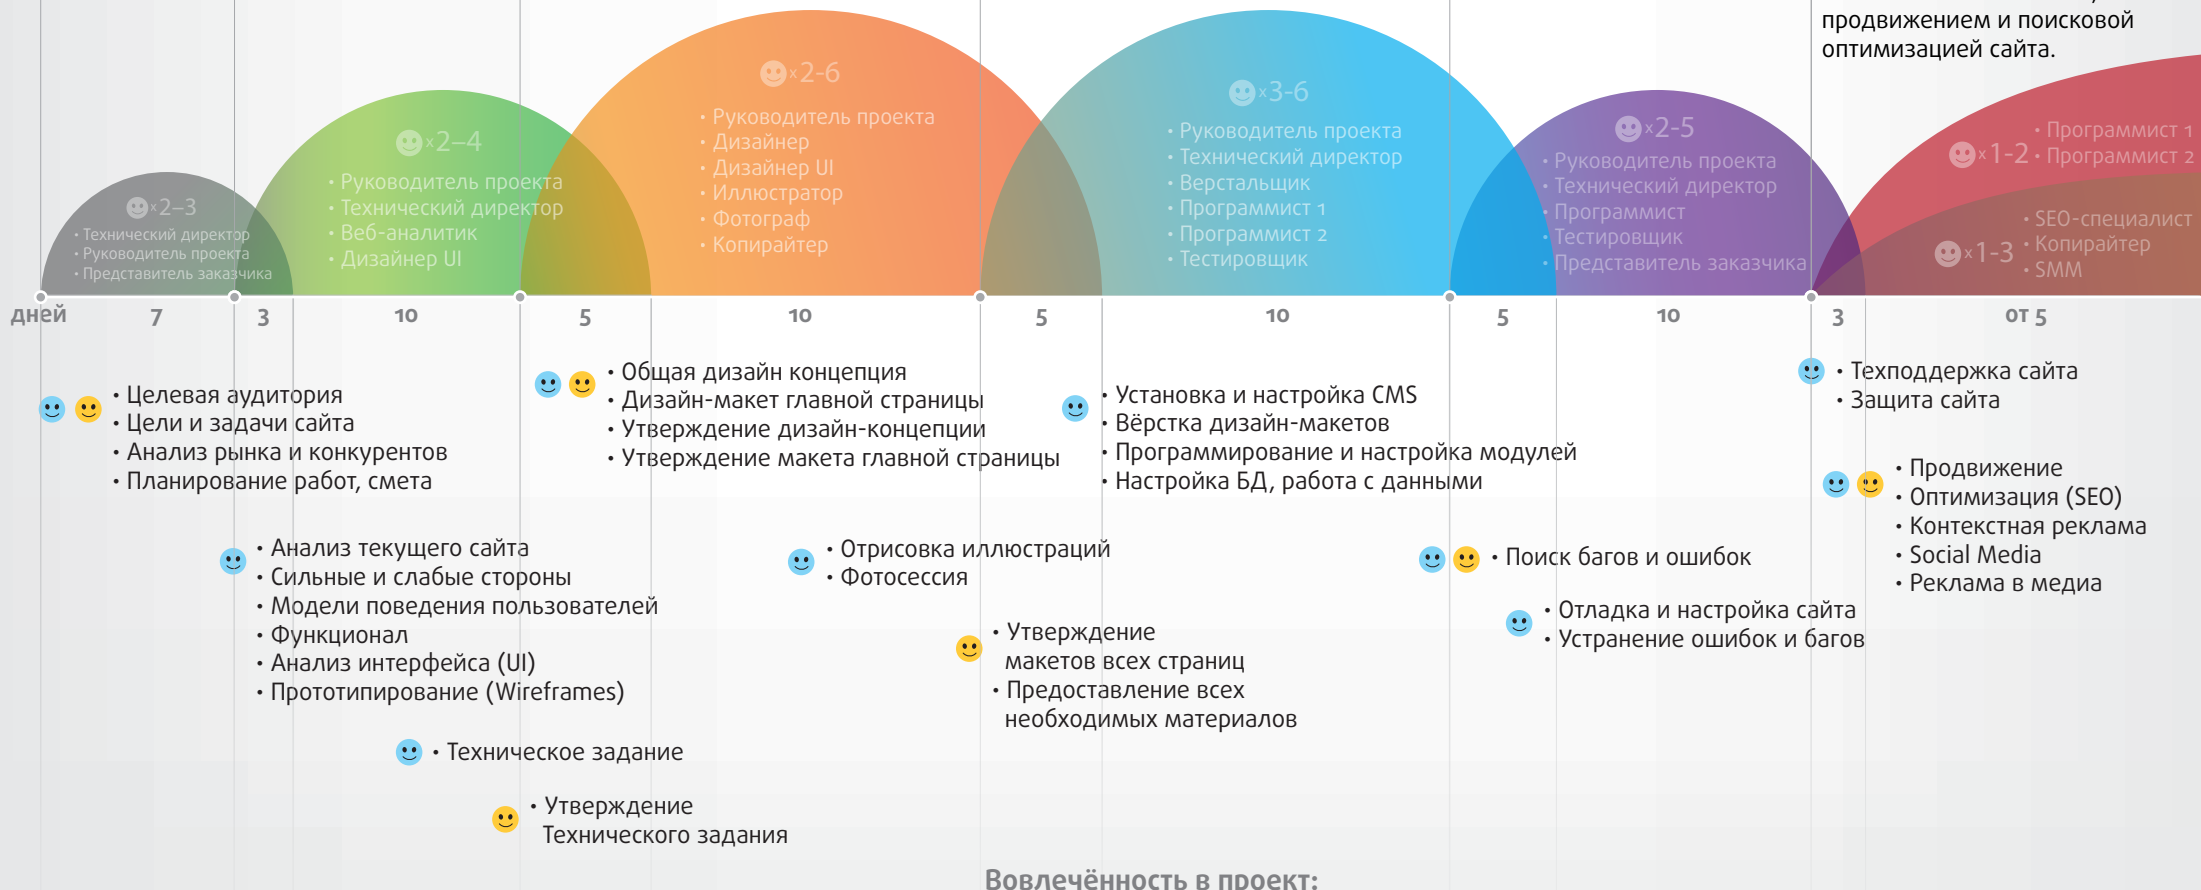 продвижением и поисковой
оптимизацией сайта.
x2–3
• Технический директор
• Руководитель проекта
• Представитель заказчика
x2–4
• Руководитель проекта
• Технический директор
• Веб-аналитик
• Дизайнер UI
x2-6
• Руководитель проекта
• Дизайнер
• Дизайнер UI
• Иллюстратор
• Фотограф
• Копирайтер
x3-6
• Руководитель проекта
• Технический директор
• Верстальщик
• Программист 1
• Программист 2
• Тестировщик
x2-5
• Руководитель проекта
• Технический директор
• Программист
• Тестировщик
• Представитель заказчика
x1-2
• Программист 1
• Программист 2
x1-3
• SEO-специалист
• Копирайтер
• SMM
дней 7 3 10 5 10 5 10 5 10 3 от 5
• Целевая аудитория
• Цели и задачи сайта
• Анализ рынка и конкурентов
• Планирование работ, смета
• Анализ текущего сайта
• Сильные и слабые стороны
• Модели поведения пользователей
• Функционал
• Анализ интерфейса (UI)
• Прототипирование (Wireframes)
• Техническое задание
• Утверждение
Технического задания
• Общая дизайн концепция
• Дизайн-макет главной страницы
• Утверждение дизайн-концепции
• Утверждение макета главной страницы
• Отрисовка иллюстраций
• Фотосессия
• Утверждение
макетов всех страниц
• Предоставление всех
необходимых материалов
• Установка и настройка CMS
• Вёрстка дизайн-макетов
• Программирование и настройка модулей
• Настройка БД, работа с данными
• Поиск багов и ошибок
• Отладка и настройка сайта
• Устранение ошибок и багов
• Техподдержка сайта
• Защита сайта
• Продвижение
• Оптимизация (SEO)
• Контекстная реклама
• Social Media
• Реклама в медиа
Вовлечённость в проект: